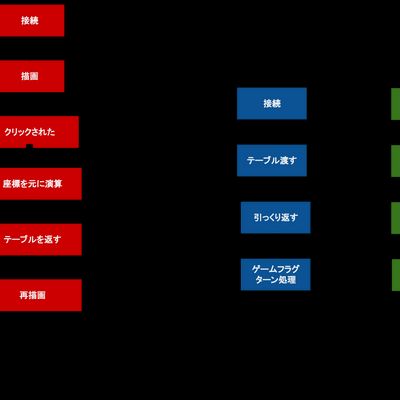 接続
描画
クリックされた
座標を元に演算
テーブルを返す
再描画
接続
テーブル渡す
引っくり返す
ゲームフラグ
ターン処理